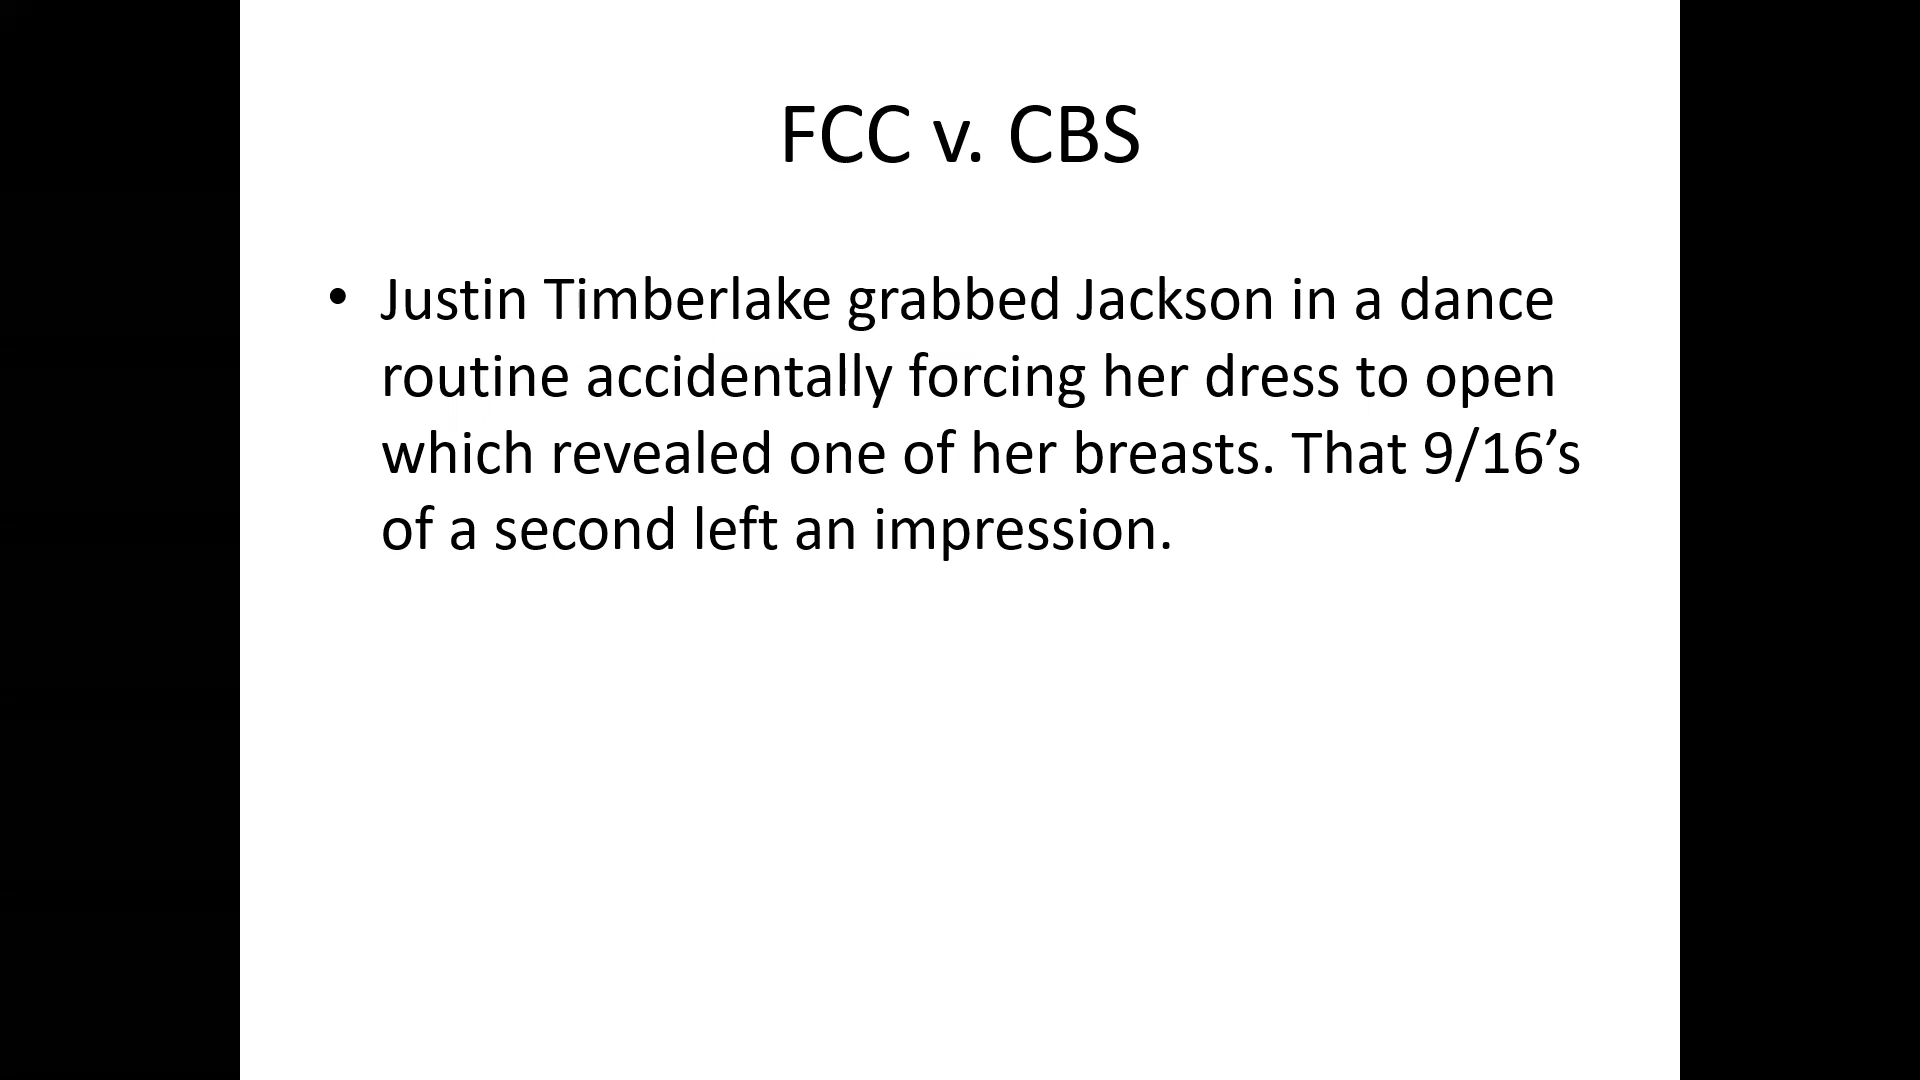 FCC v. CBS
• Justin Timberlake grabbed Jackson in a dance
routine accidentally forcing her dress to open
which revealed one of her breasts. That 9/16’s
of a second left an impression.